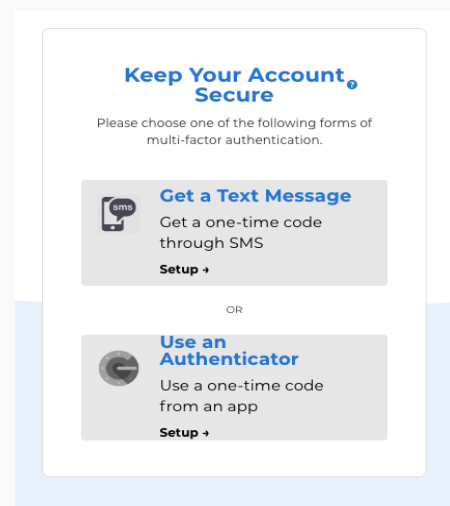 Keep Your Account
?
Secure
Please choose one of the following forms of
multi-factor authentication.
sms
Get a Text Message
Get a one-time code
through SMS
Setup →
OR
Use an
Authenticator
Use a one-time code
from an app
Setup →